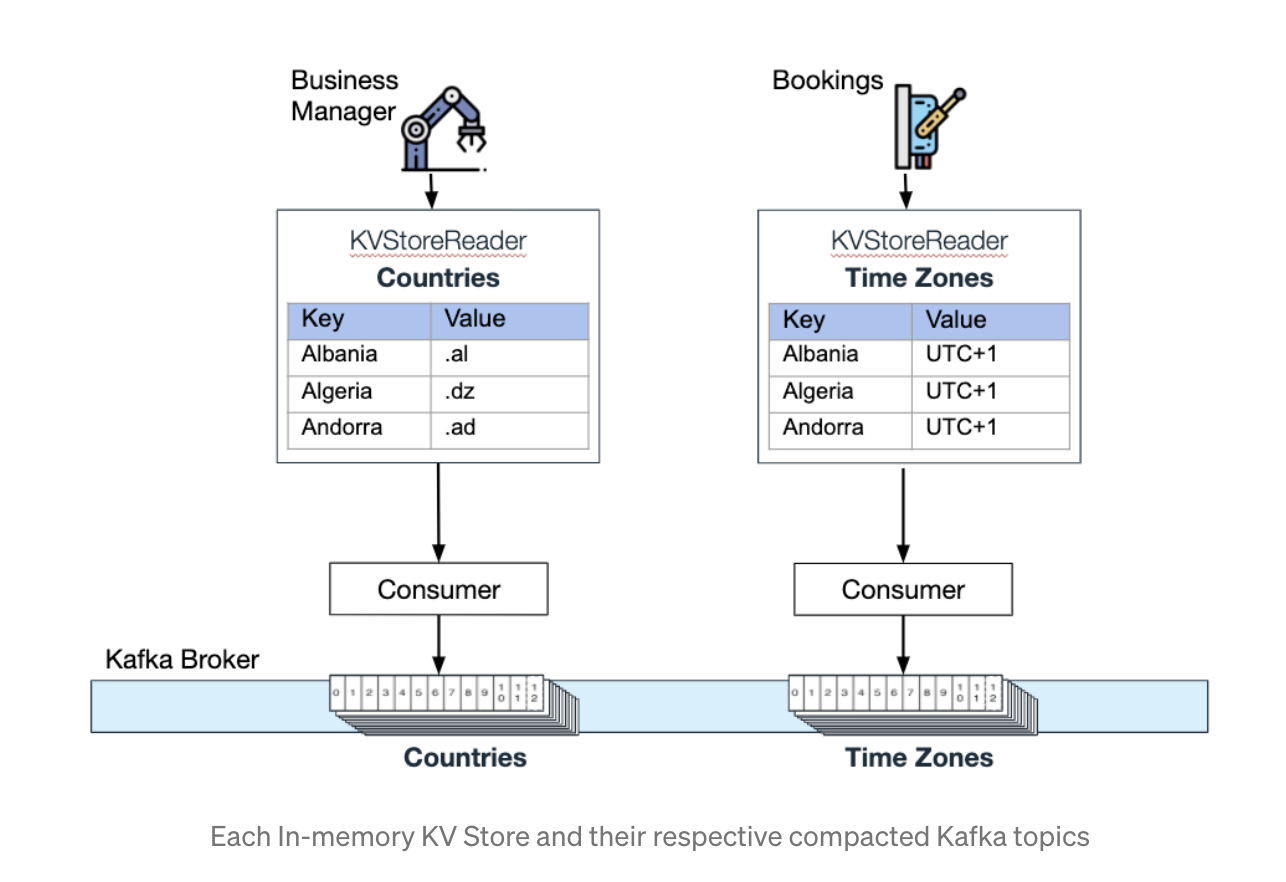 Business
Manager
Bookings
KVStoreReader
Countries
Key Value
Albania .al
Algeria .dz
Andorra .ad
KVStoreReader
Time Zones
Key Value
Albania UTC+1
Algeria UTC+1
Andorra UTC+1
Consumer
Consumer
Kafka Broker
0 1 2 3 4 5 6 7 8 9 10 11 12
0 1 2 3 4 5 6 7 8 9 10 11 12
Countries
Time Zones
Each In-memory KV Store and their respective compacted Kafka topics